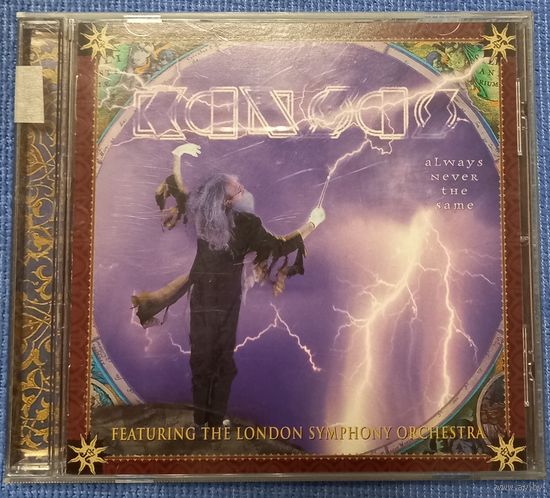 KANSAS
aLways
never
the
same
FEATURING THE LONDON SYMPHONY ORCHESTRA